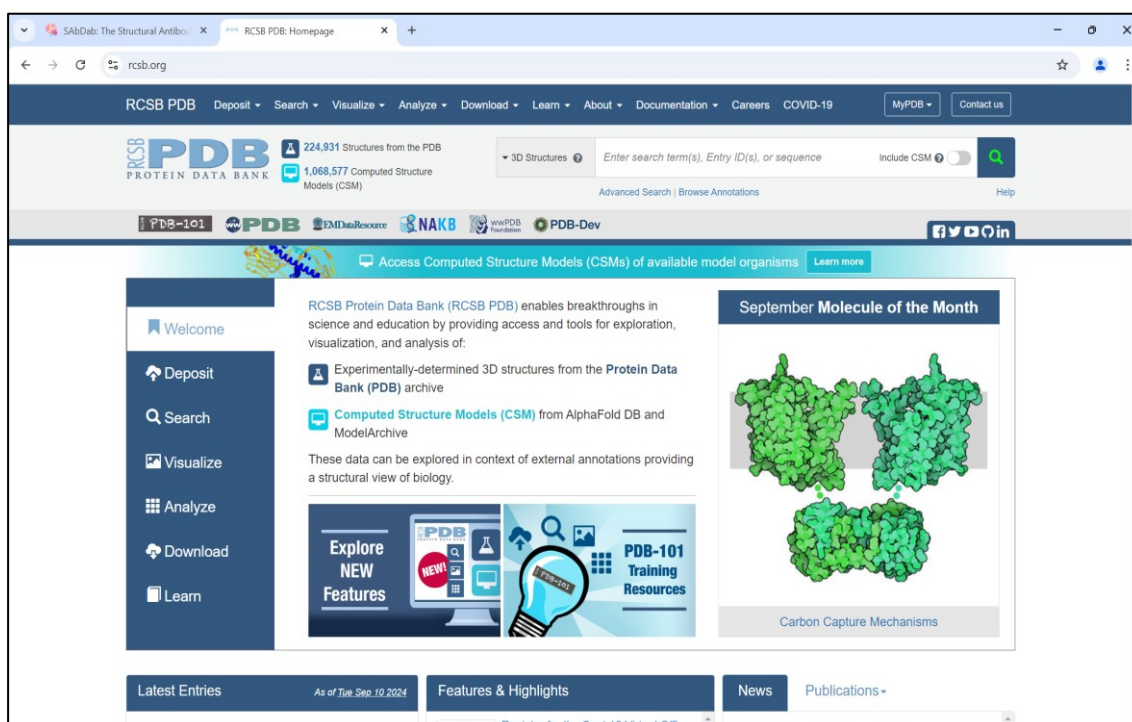 SAbDab: The Structural Antiboc
RCSB PDB: Homepage
rcsb.org
RCSB PDB Deposit Search Visualize Analyze Download Learn About Documentation Careers COVID-19 MyPDB Contact us
RCSB PDB
PROTEIN DATA BANK
224,931 Structures from the PDB
1,068,577 Computed Structure
Models (CSM)
3D Structures Enter search term(s), Entry ID(s), or sequence Include CSM
Advanced Search | Browse Annotations Help
PDB-101 PDB EMDataResource NAKB wwPDB Foundation PDB-Dev
Access Computed Structure Models (CSMs) of available model organisms Learn more
Welcome
Deposit
Search
Visualize
Analyze
Download
Learn
RCSB Protein Data Bank (RCSB PDB) enables breakthroughs in
science and education by providing access and tools for exploration,
visualization, and analysis of:
Experimentally-determined 3D structures from the Protein Data
Bank (PDB) archive
Computed Structure Models (CSM) from AlphaFold DB and
ModelArchive
These data can be explored in context of external annotations providing
a structural view of biology.
Explore
NEW
Features
PDB
NEW!
PDB-101
PDB-101
Training
Resources
September Molecule of the Month
Carbon Capture Mechanisms
Latest Entries As of Tue Sep 10 2024
Features & Highlights
News Publications